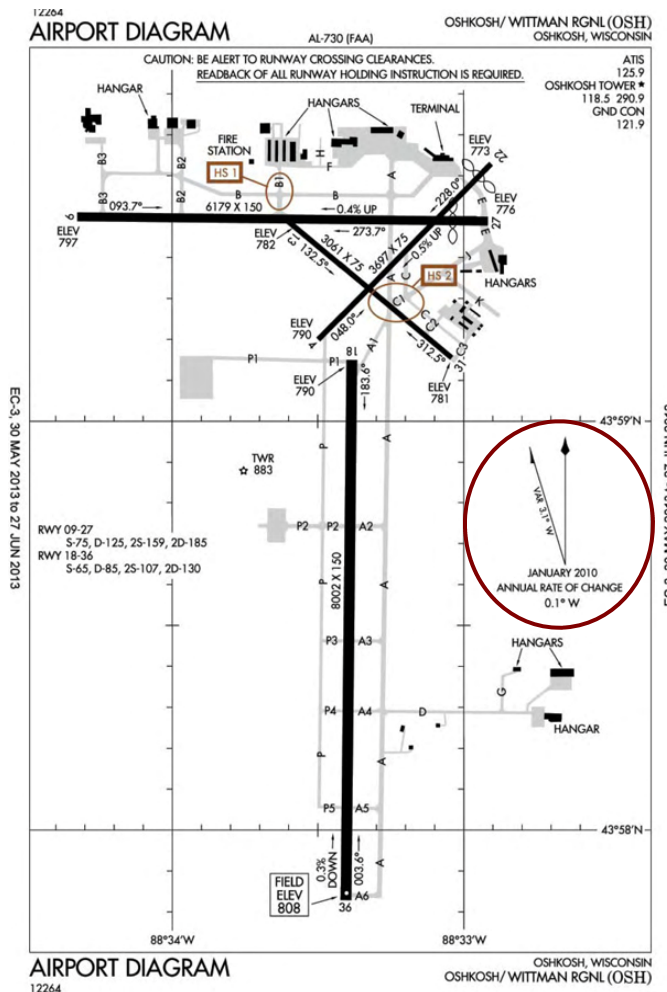 12264
AIRPORT DIAGRAM
AL-730 (FAA)
OSHKOSH/ WITTMAN RGNL (OSH)
OSHKOSH, WISCONSIN
CAUTION: BE ALERT TO RUNWAY CROSSING CLEARANCES.
READBACK OF ALL RUNWAY HOLDING INSTRUCTION IS REQUIRED.
ATIS
125.9
OSHKOSH TOWER ★
118.5 290.9
GND CON
121.9
HANGAR
HANGARS
TERMINAL
FIRE
STATION
HS 1
ELEV
773
22
ELEV
776
B3
B2
B1
H
F
A
B
B
B3
B2
E
E
9
093.7°
6179 X 150
0.4% UP
273.7°
27
228.0°
ELEV
797
ELEV
782
13
132.5°
3061 X 75
3697 X 75
0.5% UP
HS 2
J
HANGARS
A
C
C1
C
C2
K
C3
ELEV
790
4
048.0°
A1
312.5°
31
ELEV
781
P1
P1
18
ELEV
790
183.6°
43°59'N
P
A
TWR
883
VAR 3.1° W
JANUARY 2010
ANNUAL RATE OF CHANGE
0.1° W
RWY 09-27
S-75, D-125, 2S-159, 2D-185
RWY 18-36
S-65, D-85, 2S-107, 2D-130
P2
P2
A2
P
A
8002 X 150
P3
A3
HANGARS
G
P4
A4
D
HANGAR
P
A
P5
A5
43°58'N
0.3%
DOWN
003.6°
A
FIELD
ELEV
808
36
A6
88°34'W
88°33'W
EC-3, 30 MAY 2013 to 27 JUN 2013
AIRPORT DIAGRAM
12264
OSHKOSH, WISCONSIN
OSHKOSH/ WITTMAN RGNL (OSH)